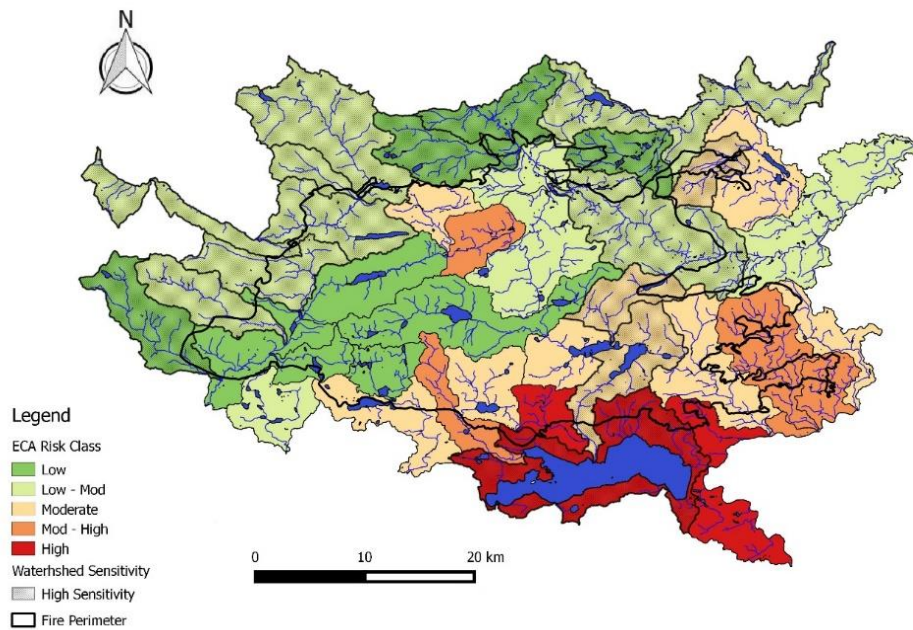 N
Legend
ECA Risk Class
Low
Low - Mod
Moderate
Mod - High
High
Waterhshed Sensitivity
High Sensitivity
Fire Perimeter
0 10 20 km